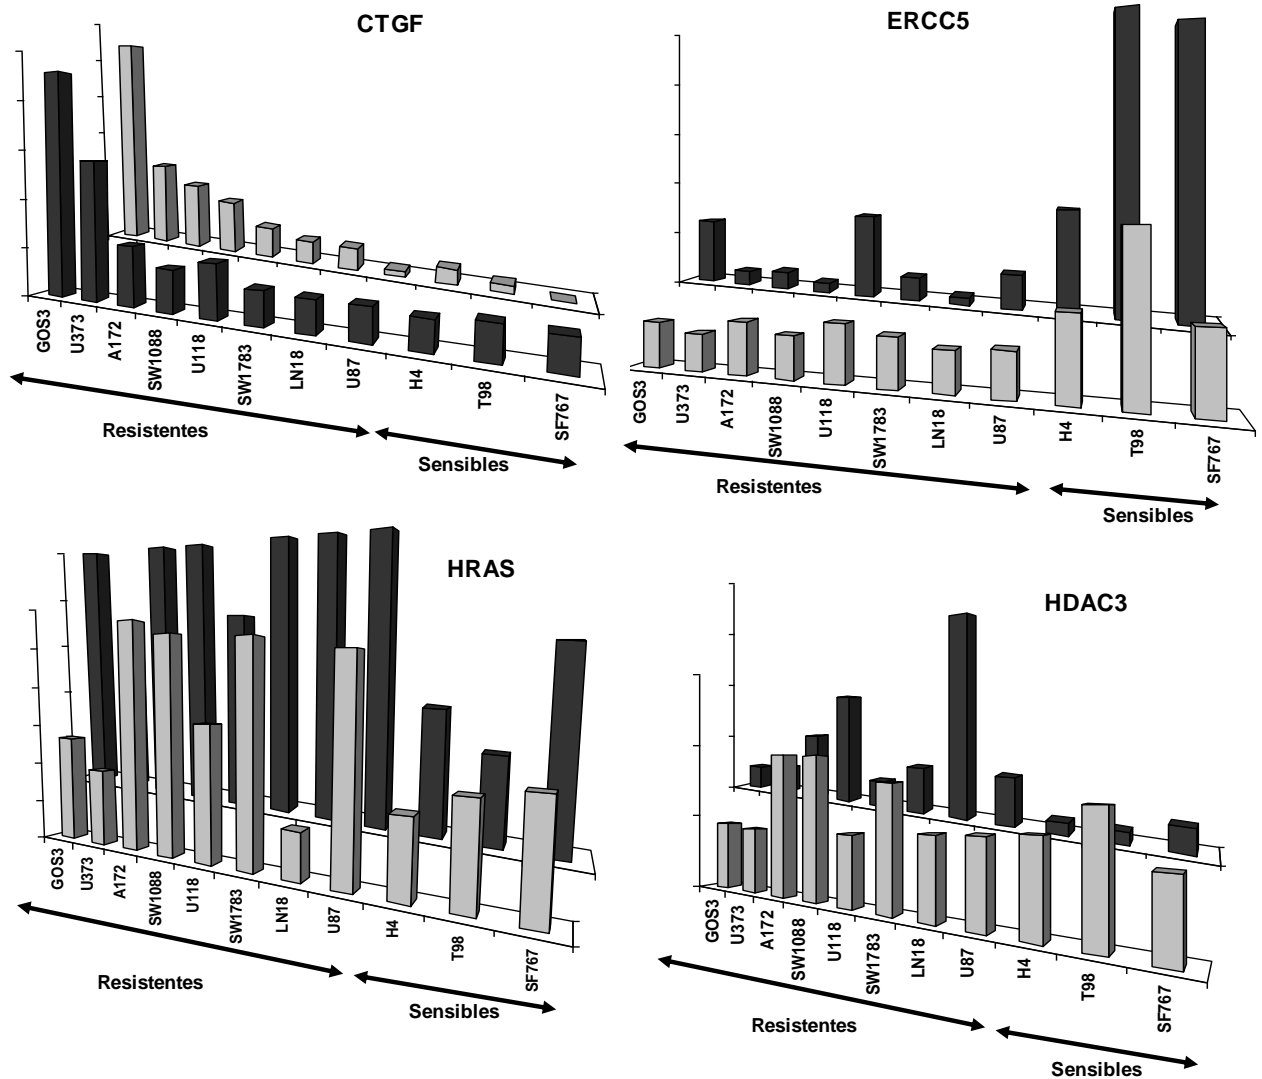 CTGF
GOS3
U373
A172
SW1088
U118
SW1783
LN18
U87
H4
T98
SF767
Resistentes
Sensibles
ERCC5
GOS3
U373
A172
SW1088
U118
SW1783
LN18
U87
H4
T98
SF767
Resistentes
Sensibles
HRAS
GOS3
U373
A172
SW1088
U118
SW1783
LN18
U87
H4
T98
SF767
Resistentes
Sensibles
HDAC3
GOS3
U373
A172
SW1088
U118
SW1783
LN18
U87
H4
T98
SF767
Resistentes
Sensibles